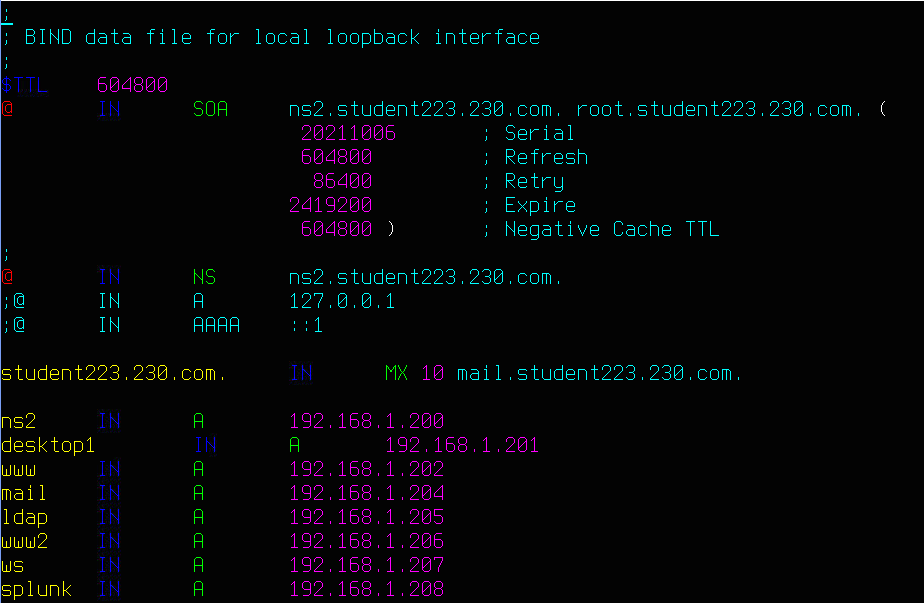 ;
; BIND data file for local loopback interface
;
$TTL    604800
@       IN      SOA     ns2.student223.230.com. root.student223.230.com. (
                         20211006       ; Serial
                         604800         ; Refresh
                          86400         ; Retry
                        2419200         ; Expire
                         604800 )       ; Negative Cache TTL
;
@       IN      NS      ns2.student223.230.com.
;@      IN      A       127.0.0.1
;@      IN      AAAA    ::1
student223.230.com.     IN      MX 10 mail.student223.230.com.
ns2     IN      A       192.168.1.200
desktop1        IN      A       192.168.1.201
www     IN      A       192.168.1.202
mail    IN      A       192.168.1.204
ldap    IN      A       192.168.1.205
www2    IN      A       192.168.1.206
ws      IN      A       192.168.1.207
splunk  IN      A       192.168.1.208